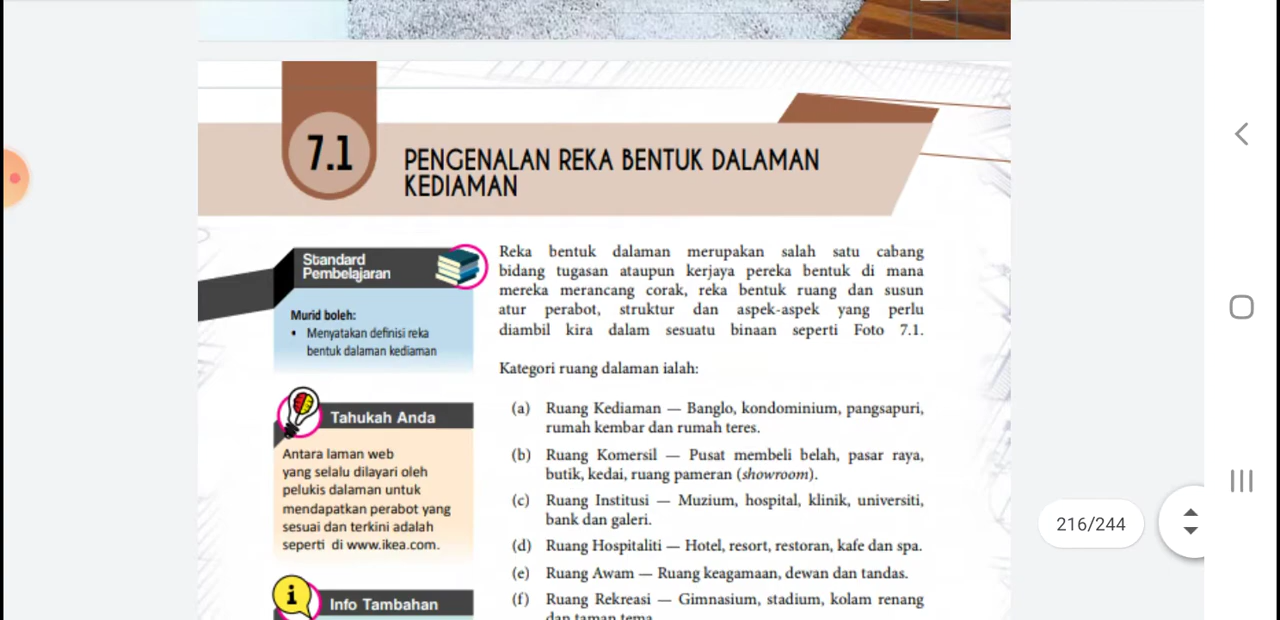 7.1
PENGENALAN REKA BENTUK DALAMAN
KEDIAMAN
Standard
Pembelajaran
Murid boleh:
• Menyatakan definisi reka
bentuk dalaman kediaman
Tahukah Anda
Antara laman web
yang selalu dilayari oleh
pelukis dalaman untuk
mendapatkan perabot yang
sesuai dan terkini adalah
seperti di www.ikea.com.
Info Tambahan
Reka bentuk dalaman merupakan salah satu cabang
bidang tugasan ataupun kerjaya pereka bentuk di mana
mereka merancang corak, reka bentuk ruang dan susun
atur perabot, struktur dan aspek-aspek yang perlu
diambil kira dalam sesuatu binaan seperti Foto 7.1.
Kategori ruang dalaman ialah:
(a) Ruang Kediaman — Banglo, kondominium, pangsapuri,
rumah kembar dan rumah teres.
(b) Ruang Komersil — Pusat membeli belah, pasar raya,
butik, kedai, ruang pameran (showroom).
(c) Ruang Institusi — Muzium, hospital, klinik, universiti,
bank dan galeri.
(d) Ruang Hospitaliti — Hotel, resort, restoran, kafe dan spa.
(e) Ruang Awam — Ruang keagamaan, dewan dan tandas.
(f) Ruang Rekreasi — Gimnasium, stadium, kolam renang
dan taman tema.
216/244